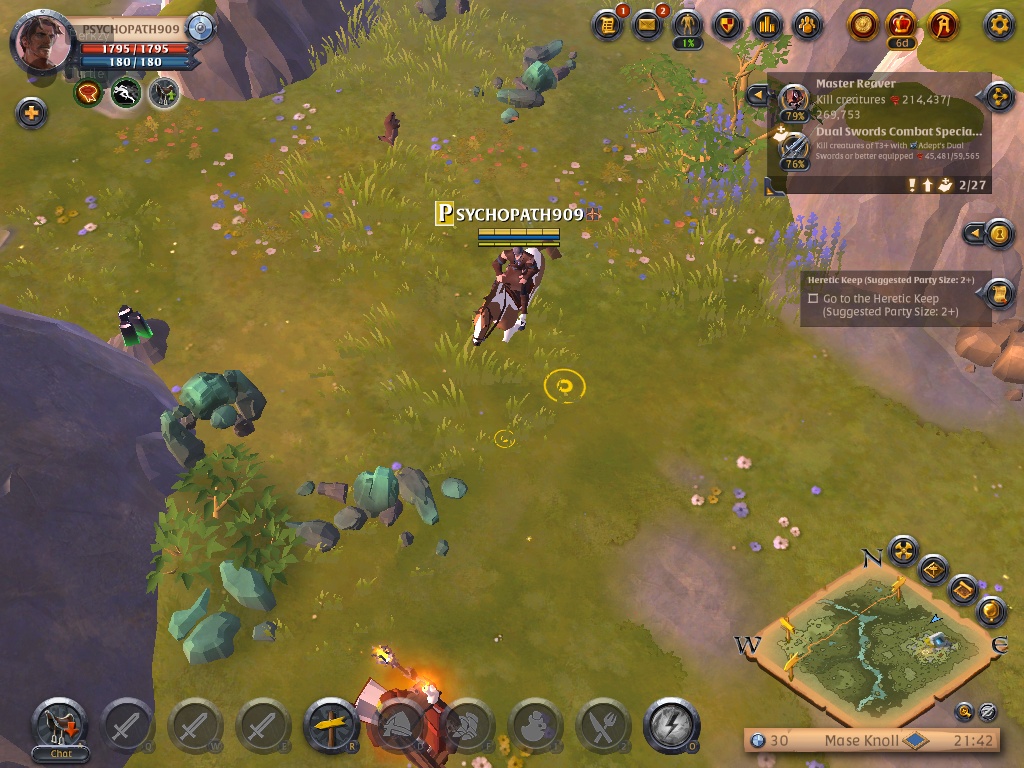 PSYCHOPATH909
1795 / 1795
180 / 180
1
2
1%
6d
Master Reaver
Kill creatures 214,437/
269,753
79%
Dual Swords Combat Specia...
Kill creatures of T3+ with Adept's Dual
Swords or better equipped 45,481/59,565
76%
2/27
PSYCHOPATH909
Heretic Keep (Suggested Party Size: 2+)
Go to the Heretic Keep
(Suggested Party Size: 2+)
N
W
E
Q
W
E
R
O
Chat
30
Mase Knoll
21:42